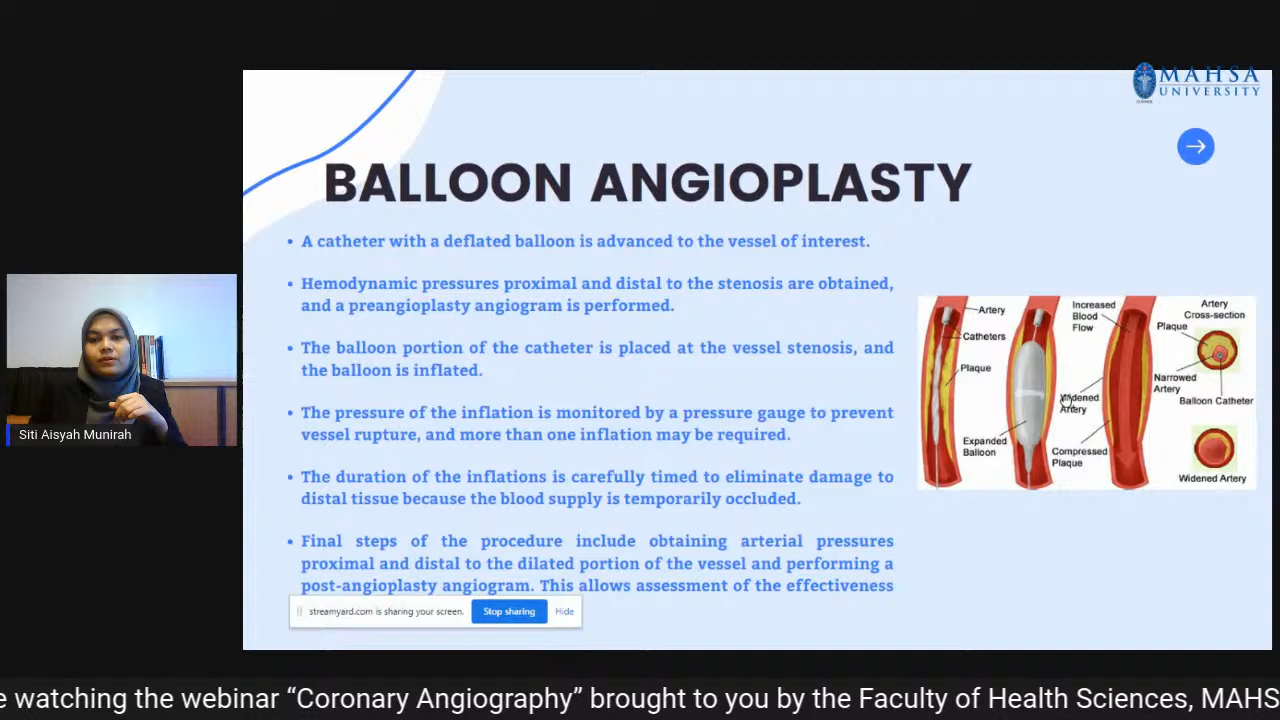 MAHSA
UNIVERSITY
BALLOON ANGIOPLASTY
• A catheter with a deflated balloon is advanced to the vessel of interest.
• Hemodynamic pressures proximal and distal to the stenosis are obtained,
and a preangioplasty angiogram is performed.
• The balloon portion of the catheter is placed at the vessel stenosis, and
the balloon is inflated.
• The pressure of the inflation is monitored by a pressure gauge to prevent
vessel rupture, and more than one inflation may be required.
• The duration of the inflations is carefully timed to eliminate damage to
distal tissue because the blood supply is temporarily occluded.
• Final steps of the procedure include obtaining arterial pressures
proximal and distal to the dilated portion of the vessel and performing a
post-angioplasty angiogram. This allows assessment of the effectiveness
Artery
Catheters
Plaque
Expanded
Balloon
Increased
Blood
Flow
Widened
Artery
Compressed
Plaque
Artery
Cross-section
Plaque
Narrowed
Artery
Balloon Catheter
Widened Artery
Siti Aisyah Munirah
streamyard.com is sharing your screen.
Stop sharing
Hide
e watching the webinar “Coronary Angiography” brought to you by the Faculty of Health Sciences, MAHS